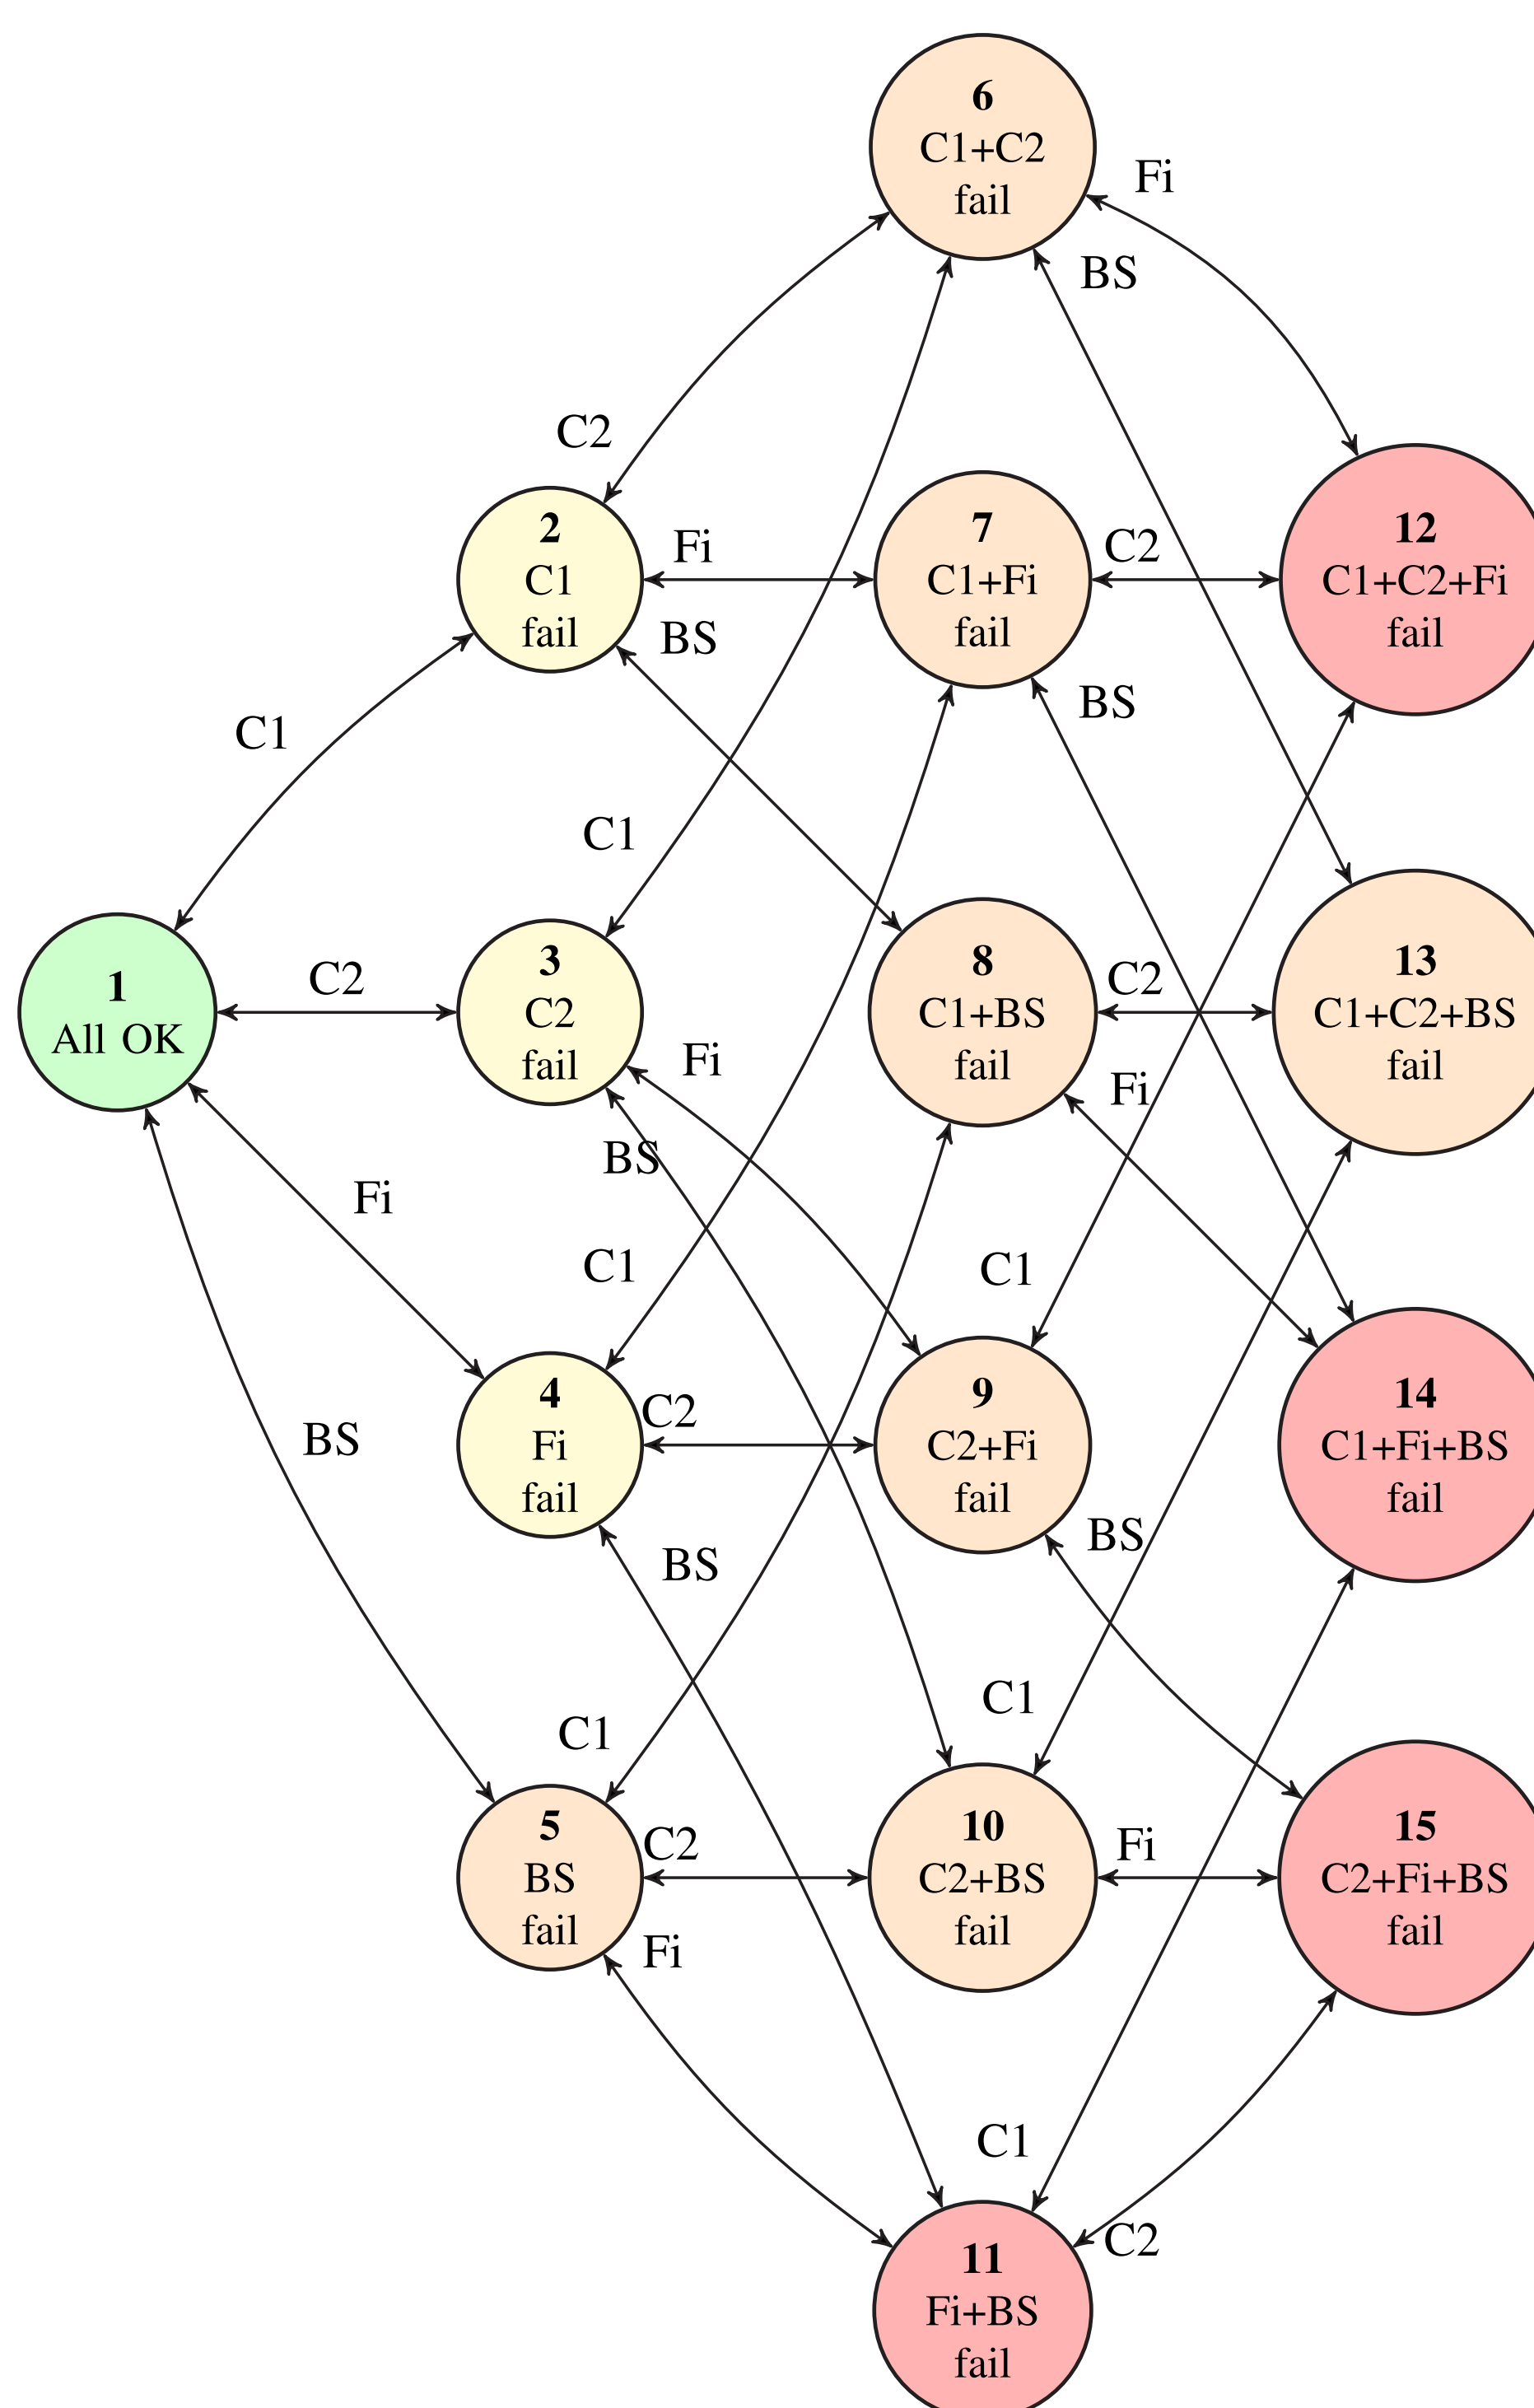 6
C1+C2
fail
Fi
BS
C2
2
C1
fail
Fi
BS
7
C1+Fi
fail
C2
BS
12
C1+C2+Fi
fail
C1
C1
1
All OK
C2
3
C2
fail
Fi
BS
8
C1+BS
fail
C2
Fi
13
C1+C2+BS
fail
Fi
C1
C1
BS
4
Fi
fail
C2
BS
9
C2+Fi
fail
BS
14
C1+Fi+BS
fail
C1
C1
5
BS
fail
C2
Fi
10
C2+BS
fail
Fi
15
C2+Fi+BS
fail
C1
C2
11
Fi+BS
fail